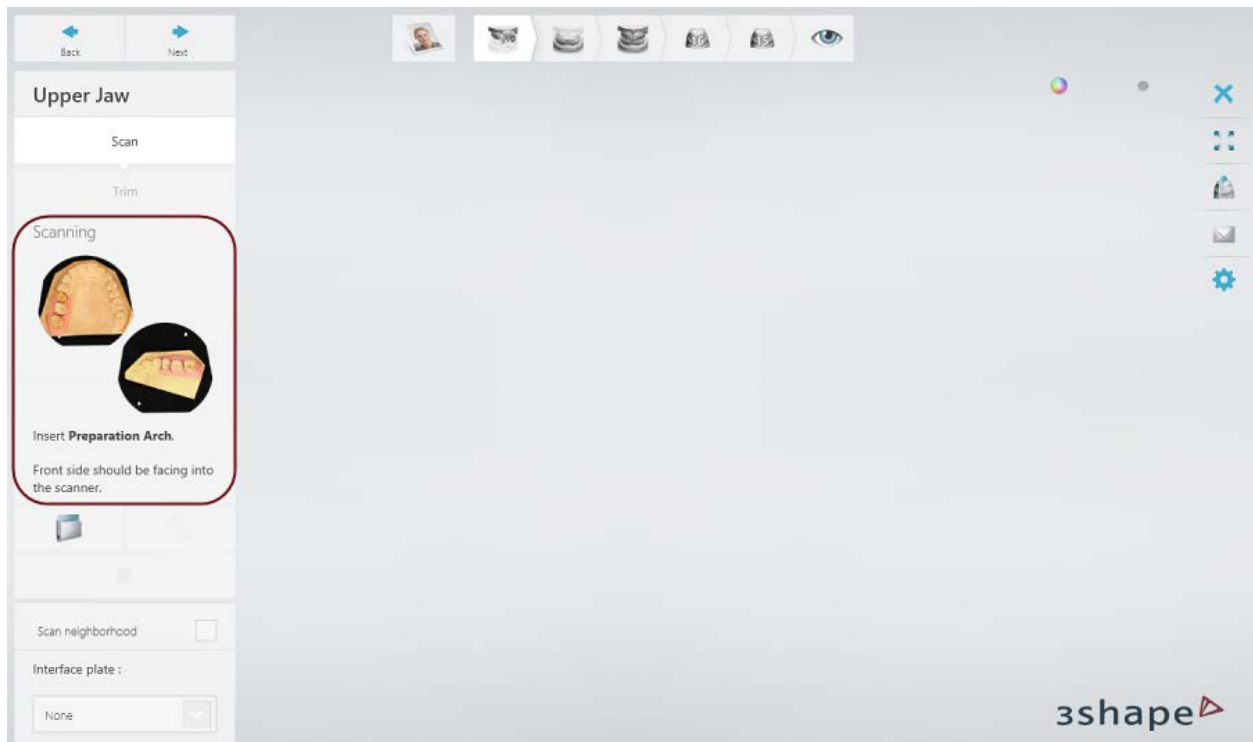 Back
Next
Upper Jaw
Scan
Trim
Scanning
Insert Preparation Arch.
Front side should be facing into
the scanner.
Scan neighborhood
Interface plate :
None
3shape